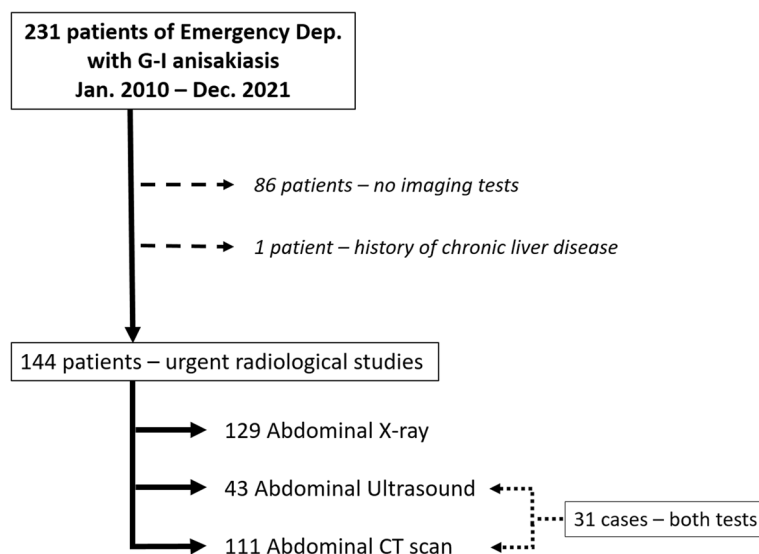 231 patients of Emergency Dep.
with G-I anisakiasis
Jan. 2010 – Dec. 2021
86 patients – no imaging tests
1 patient – history of chronic liver disease
144 patients – urgent radiological studies
129 Abdominal X-ray
43 Abdominal Ultrasound
31 cases – both tests
111 Abdominal CT scan